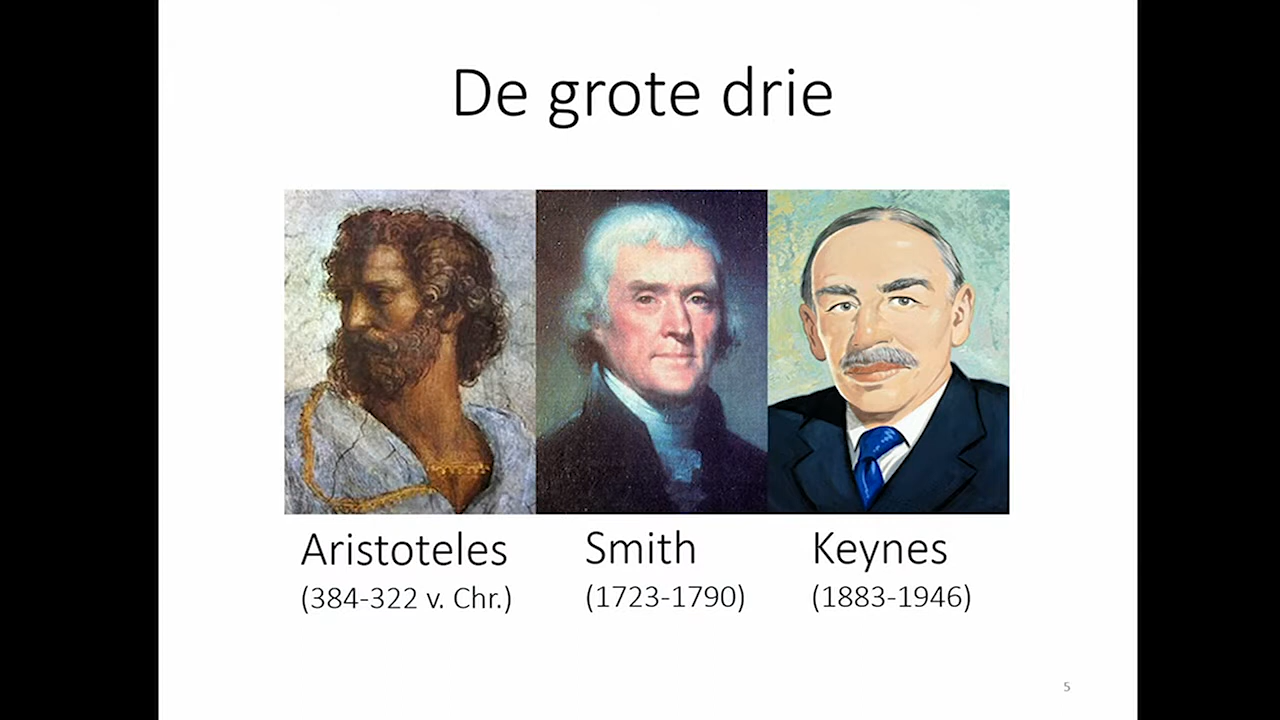 De grote drie
Aristoteles
(384-322 v. Chr.)
Smith
(1723-1790)
Keynes
(1883-1946)
5